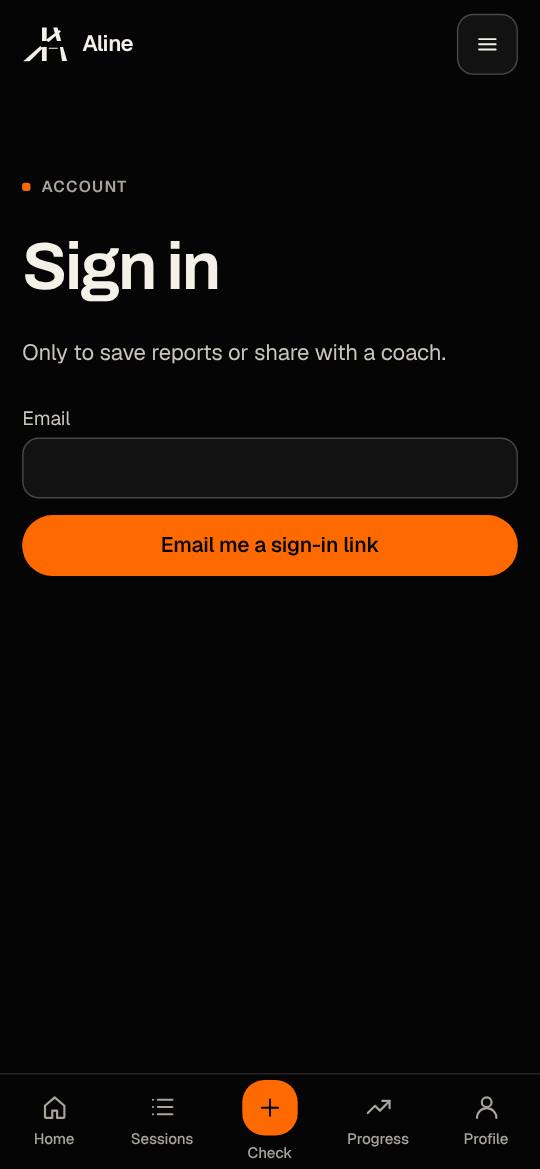 Aline
ACCOUNT
Sign in
Only to save reports or share with a coach.
Email
Email me a sign-in link
Home
Sessions
Check
Progress
Profile